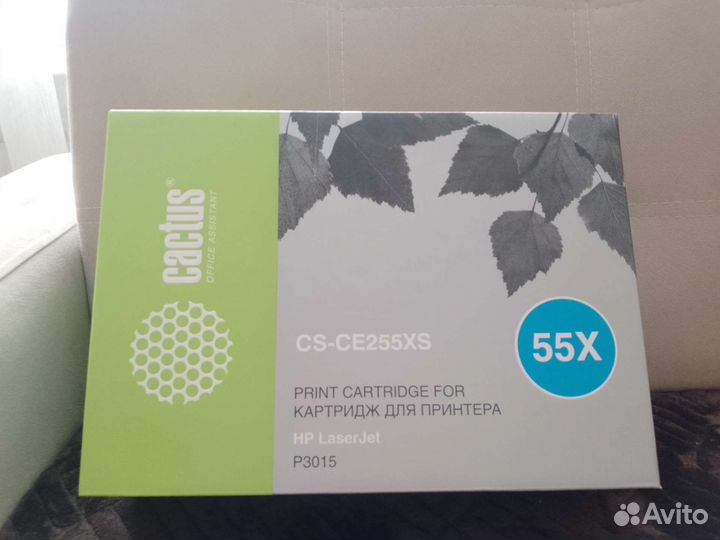 cactus®
OFFICE ASSISTANT
CS-CE255XS
55X
PRINT CARTRIDGE FOR
КАРТРИДЖ ДЛЯ ПРИНТЕРА
HP LaserJet
P3015
Avito